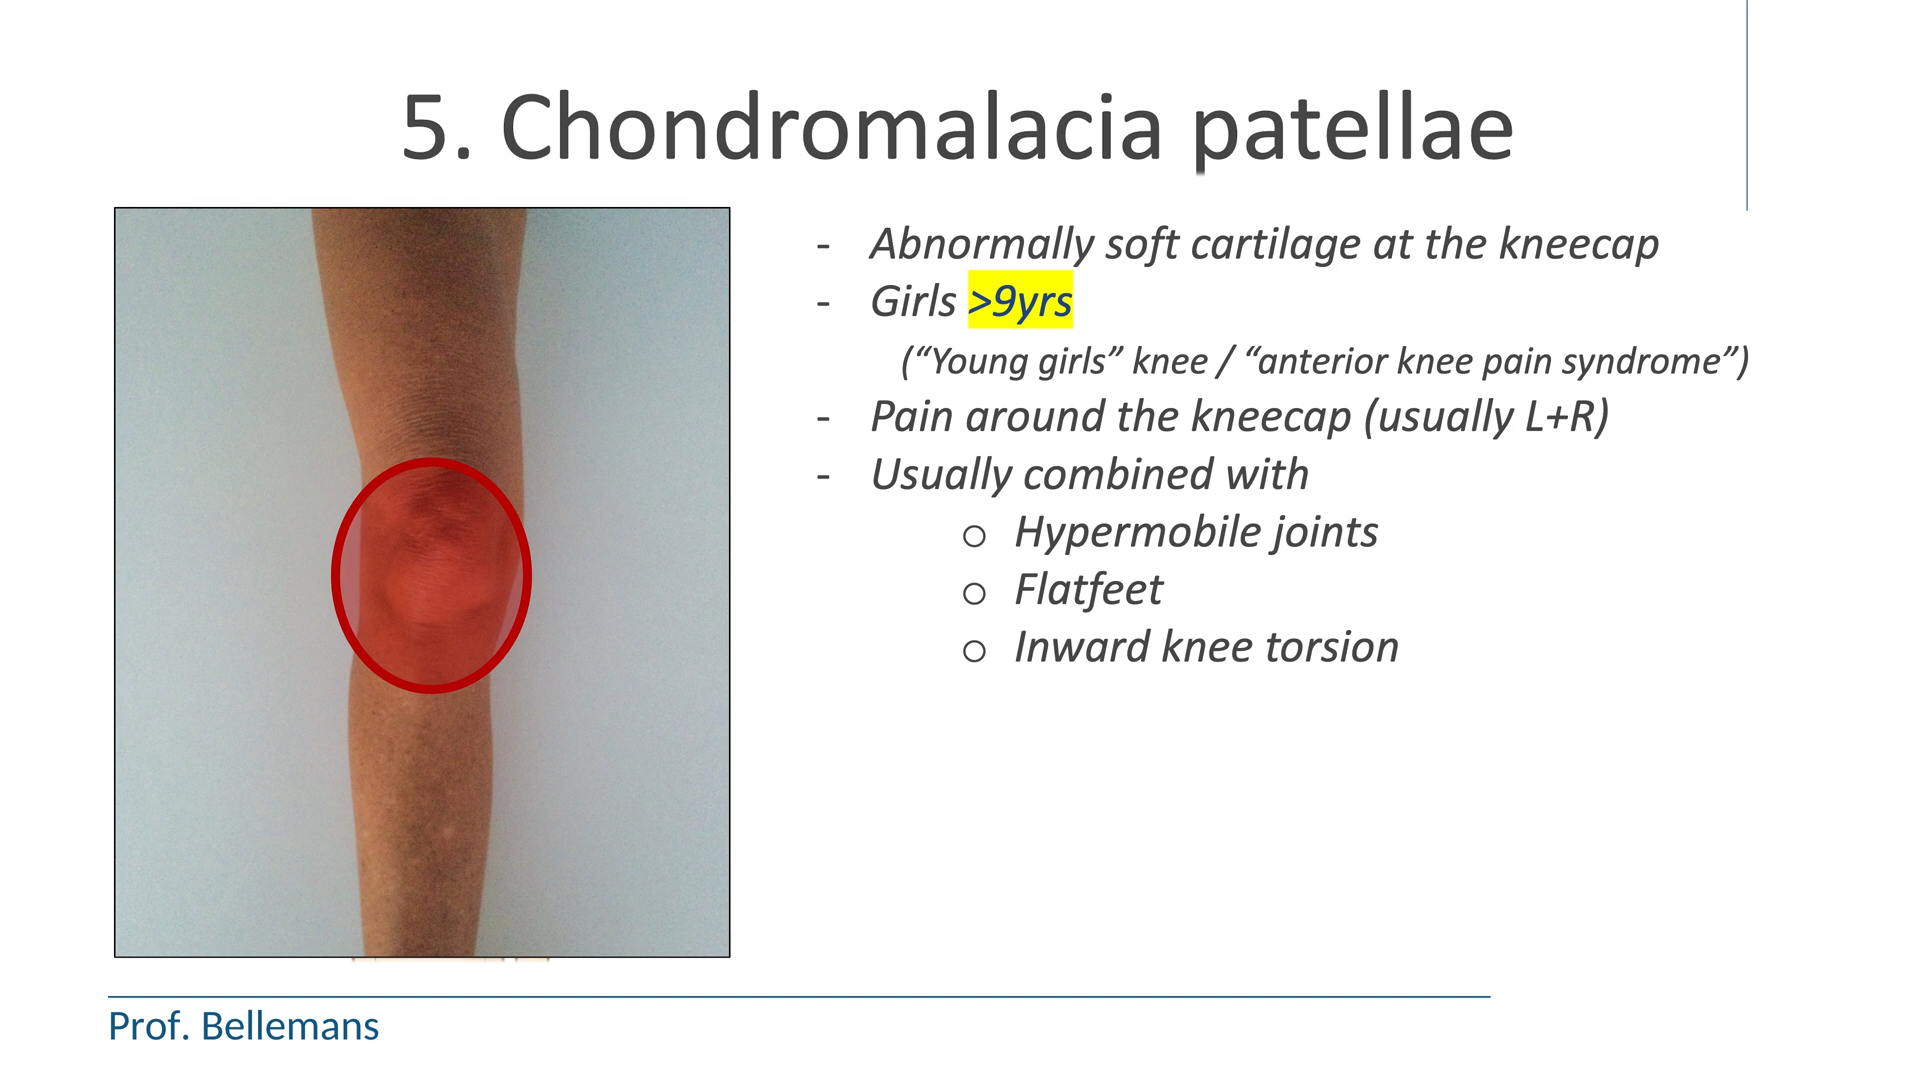 5. Chondromalacia patellae
- Abnormally soft cartilage at the kneecap
- Girls >9yrs
(“Young girls” knee / “anterior knee pain syndrome”)
- Pain around the kneecap (usually L+R)
- Usually combined with
○ Hypermobile joints
○ Flatfeet
○ Inward knee torsion
Prof. Bellemans